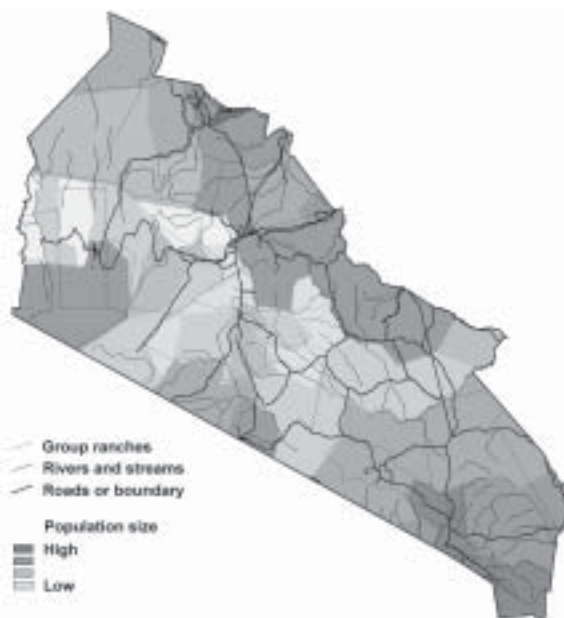 Group ranches
Rivers and streams
Roads or boundary
Population size
High
Low